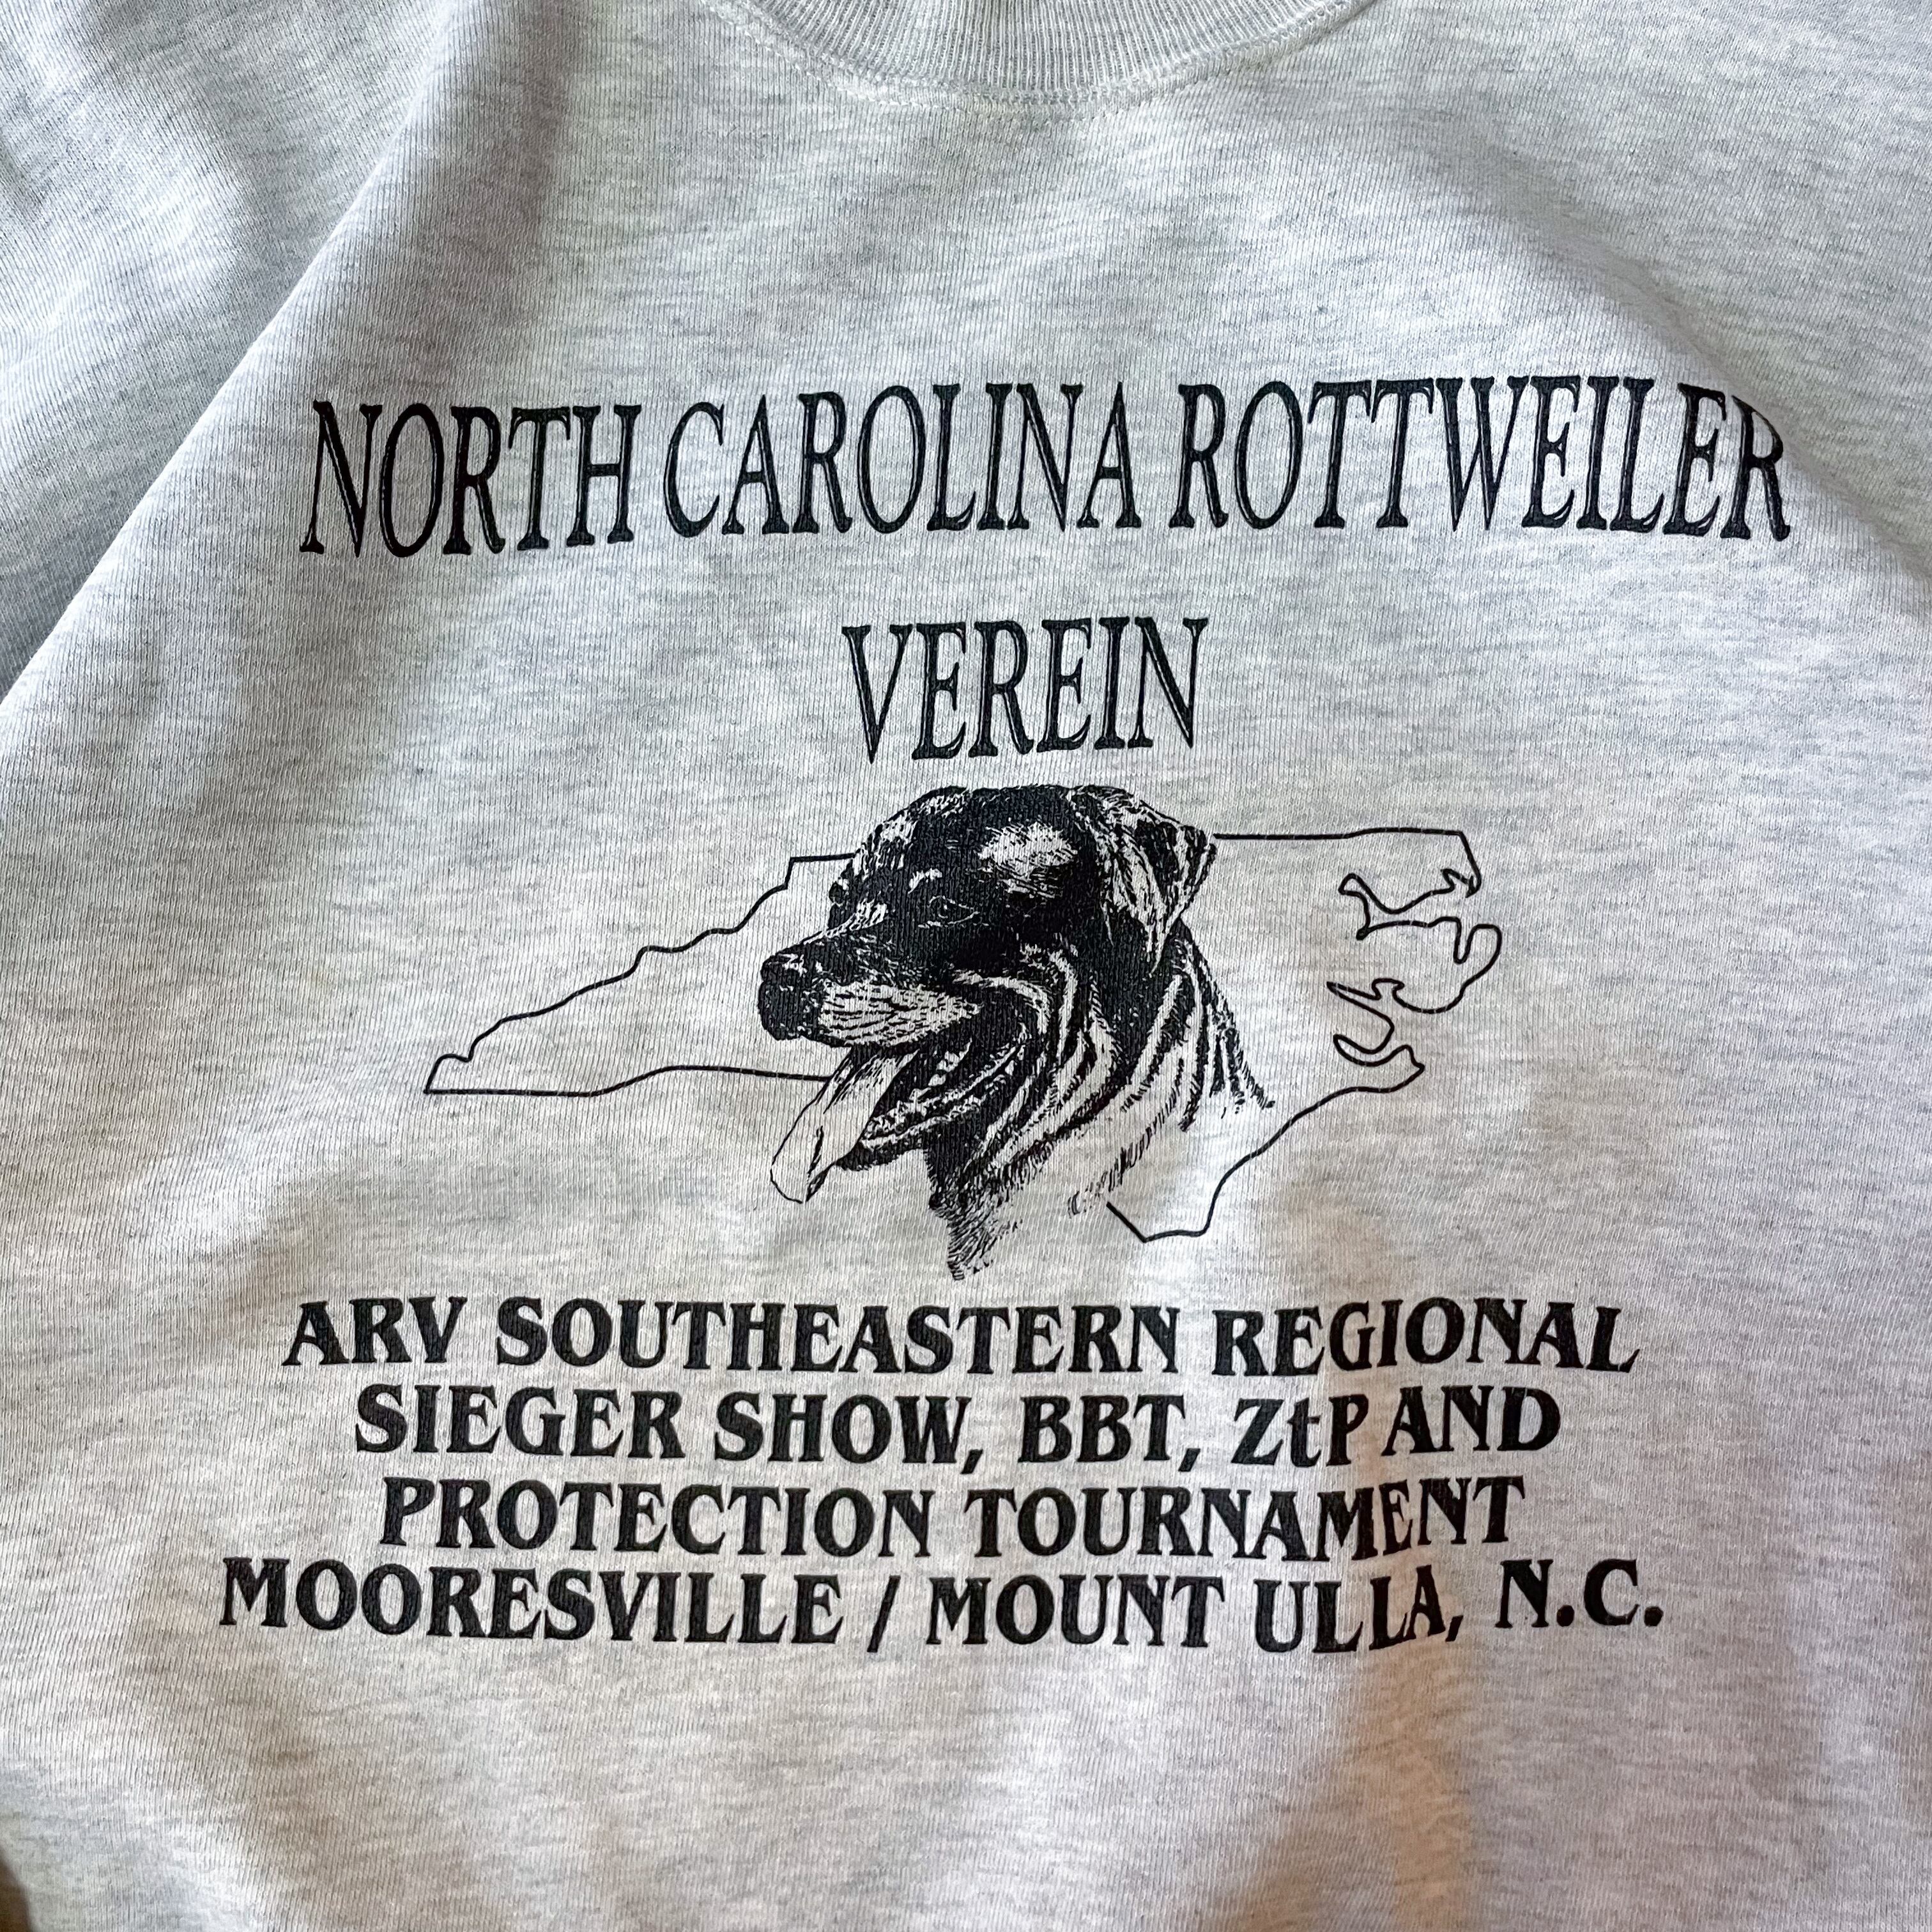 NORTH CAROLINA ROTTWEILER
VEREIN
ARV SOUTHEASTERN REGIONAL
SIEGER SHOW, BBT, ZtP AND
PROTECTION TOURNAMENT
MOORESVILLE / MOUNT ULLA, N.C.